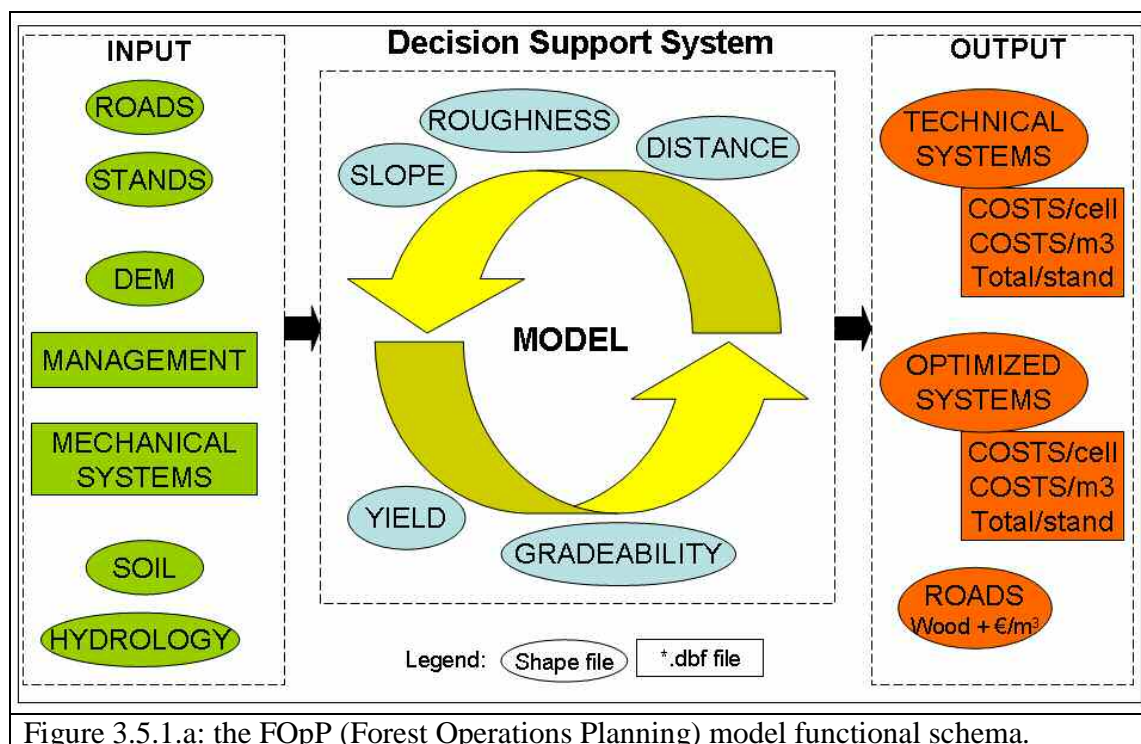 INPUT
ROADS
STANDS
DEM
MANAGEMENT
MECHANICAL
SYSTEMS
SOIL
HYDROLOGY
Decision Support System
ROUGHNESS
DISTANCE
SLOPE
MODEL
YIELD
GRADEABILITY
Legend:
Shape file
*.dbf file
OUTPUT
TECHNICAL
SYSTEMS
COSTS/cell
COSTS/m3
Total/stand
OPTIMIZED
SYSTEMS
COSTS/cell
COSTS/m3
Total/stand
ROADS
Wood + €/m³
Figure 3.5.1.a: the FOpP (Forest Operations Planning) model functional schema.